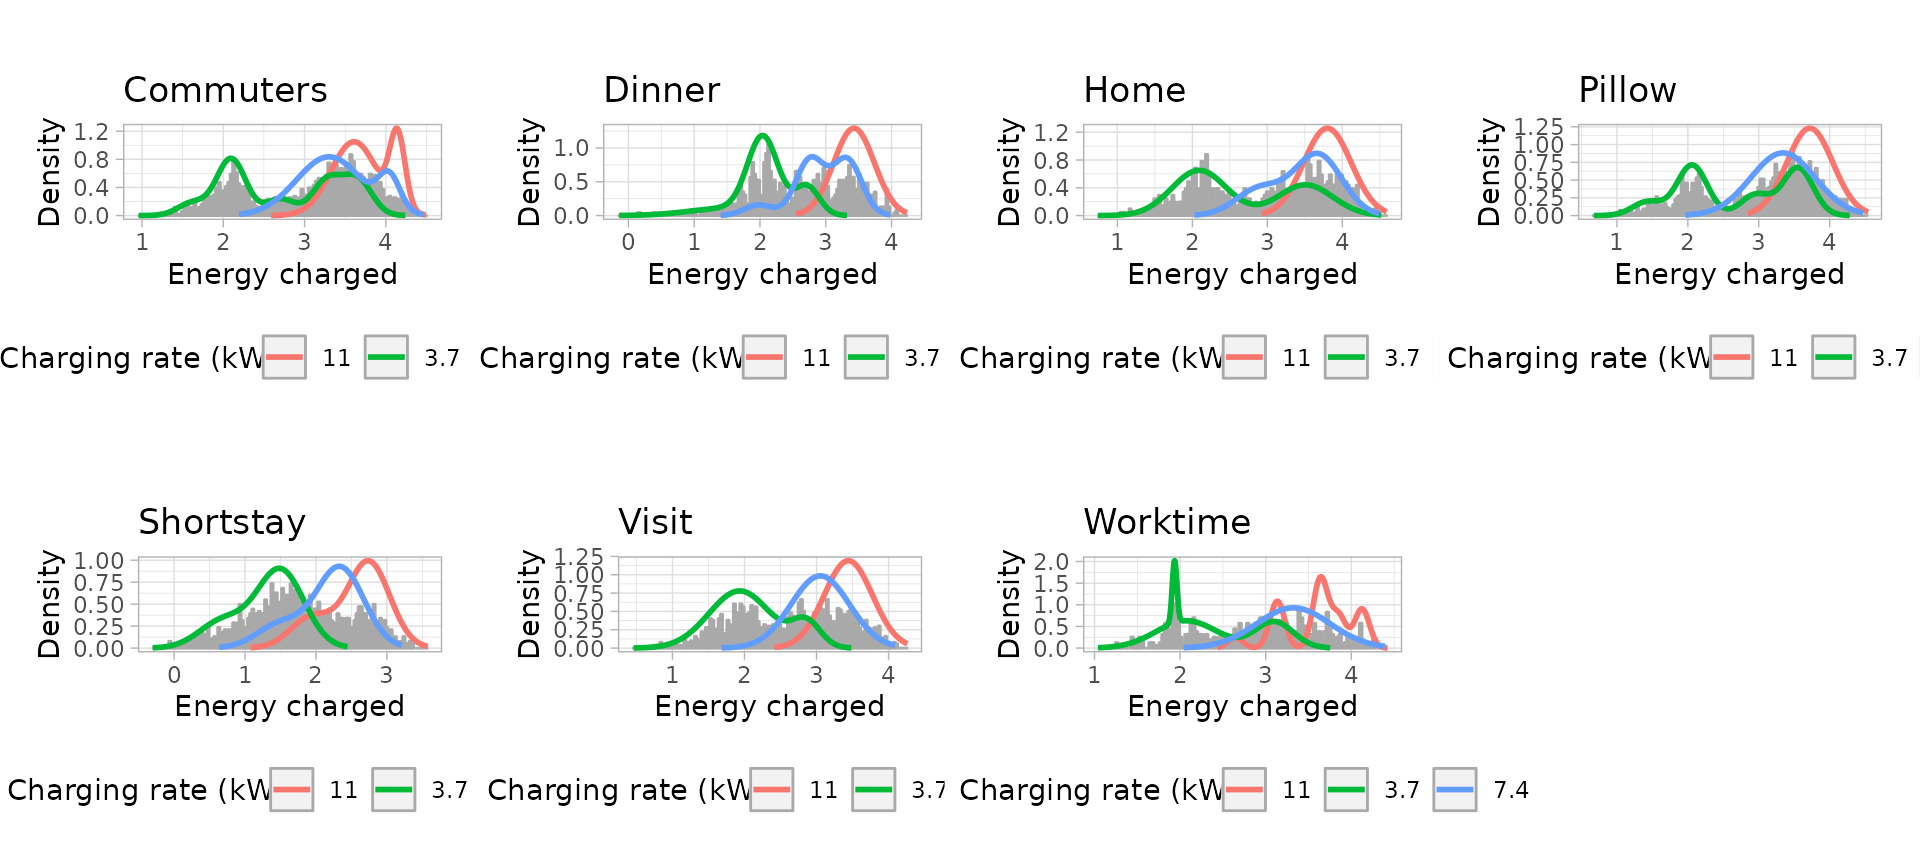 Commuters
Density
1.2
0.8
0.4
0.0
1 2 3 4
Energy charged
Charging rate (kW 11 3.7
Dinner
Density
1.0
0.5
0.0
0 1 2 3 4
Energy charged
Charging rate (kW 11 3.7
Home
Density
1.2
0.8
0.4
0.0
1 2 3 4
Energy charged
Charging rate (kW 11 3.7
Pillow
Density
1.25
1.00
0.75
0.50
0.25
0.00
1 2 3 4
Energy charged
Charging rate (kW 11 3.7
Shortstay
Density
1.00
0.75
0.50
0.25
0.00
0 1 2 3
Energy charged
Charging rate (kW 11 3.7
Visit
Density
1.25
1.00
0.75
0.50
0.25
0.00
1 2 3 4
Energy charged
Charging rate (kW 11 3.7
Worktime
Density
2.0
1.5
1.0
0.5
0.0
1 2 3 4
Energy charged
Charging rate (kW 11 3.7 7.4